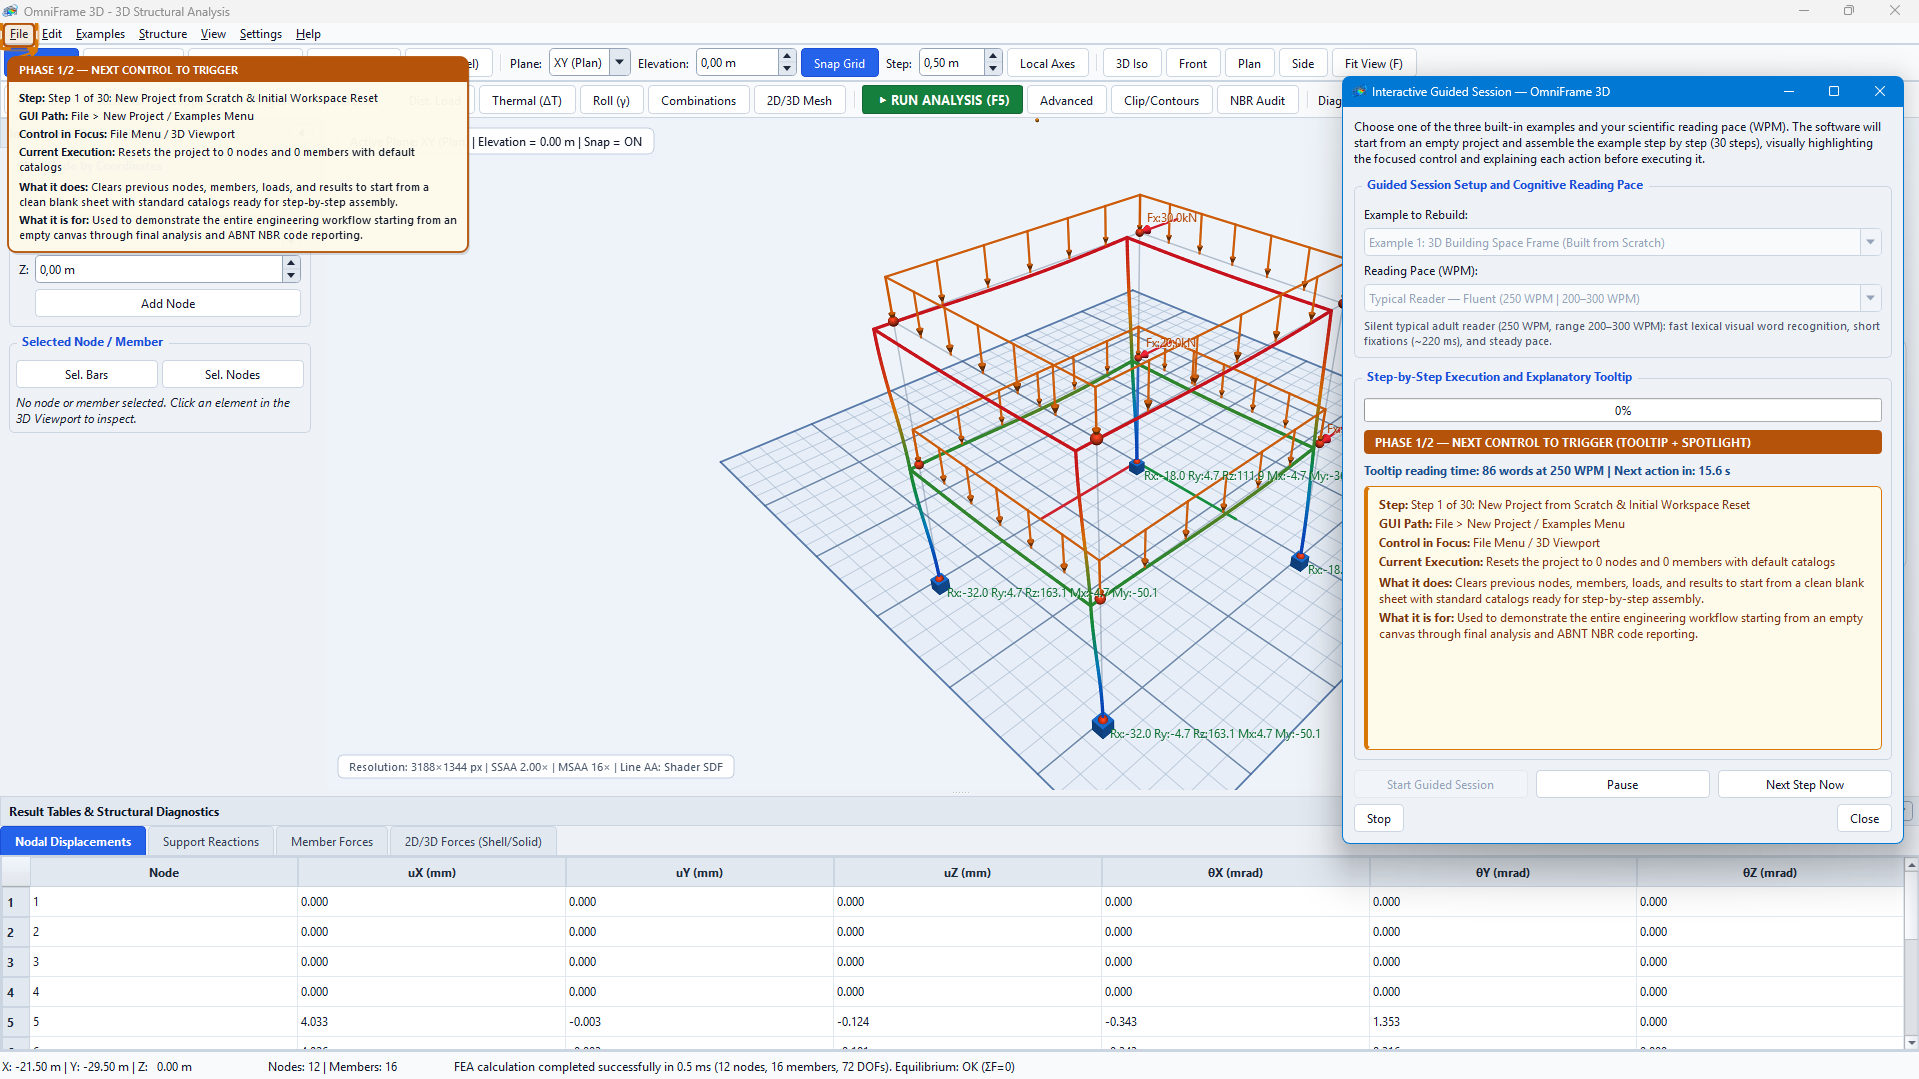 OmniFrame 3D - 3D Structural Analysis
File Edit Examples Structure View Settings Help
Plane: XY (Plan) Elevation: 0,00 m Snap Grid Step: 0,50 m Local Axes 3D Iso Front Plan Side Fit View (F)
Thermal (ΔT) Roll (γ) Combinations 2D/3D Mesh ▸ RUN ANALYSIS (F5) Advanced Clip/Contours NBR Audit
PHASE 1/2 — NEXT CONTROL TO TRIGGER
Step: Step 1 of 30: New Project from Scratch & Initial Workspace Reset
GUI Path: File > New Project / Examples Menu
Control in Focus: File Menu / 3D Viewport
Current Execution: Resets the project to 0 nodes and 0 members with default
catalogs
What it does: Clears previous nodes, members, loads, and results to start from a
clean blank sheet with standard catalogs ready for step-by-step assembly.
What it is for: Used to demonstrate the entire engineering workflow starting from an
empty canvas through final analysis and ABNT NBR code reporting.
| Elevation = 0.00 m | Snap = ON
Z: 0,00 m
Add Node
Selected Node / Member
Sel. Bars Sel. Nodes
No node or member selected. Click an element in the
3D Viewport to inspect.
Fx:30.0kN
Fx:20.0kN
Rx:-18.0 Ry:4.7 Rz:111.9 Mx:-4.7 My:-3
Rx:-18.
Rx:-32.0 Ry:4.7 Rz:163.1 Mx:-4.7 My:-50.1
Rx:-32.0 Ry:-4.7 Rz:163.1 Mx:4.7 My:-50.1
Resolution: 3188×1344 px | SSAA 2.00× | MSAA 16× | Line AA: Shader SDF
Interactive Guided Session — OmniFrame 3D
Choose one of the three built-in examples and your scientific reading pace (WPM). The software will
start from an empty project and assemble the example step by step (30 steps), visually highlighting
the focused control and explaining each action before executing it.
Guided Session Setup and Cognitive Reading Pace
Example to Rebuild:
Example 1: 3D Building Space Frame (Built from Scratch)
Reading Pace (WPM):
Typical Reader — Fluent (250 WPM | 200–300 WPM)
Silent typical adult reader (250 WPM, range 200–300 WPM): fast lexical visual word recognition, short
fixations (~220 ms), and steady pace.
Step-by-Step Execution and Explanatory Tooltip
0%
PHASE 1/2 — NEXT CONTROL TO TRIGGER (TOOLTIP + SPOTLIGHT)
Tooltip reading time: 86 words at 250 WPM | Next action in: 15.6 s
Step: Step 1 of 30: New Project from Scratch & Initial Workspace Reset
GUI Path: File > New Project / Examples Menu
Control in Focus: File Menu / 3D Viewport
Current Execution: Resets the project to 0 nodes and 0 members with default catalogs
What it does: Clears previous nodes, members, loads, and results to start from a clean blank
sheet with standard catalogs ready for step-by-step assembly.
What it is for: Used to demonstrate the entire engineering workflow starting from an empty
canvas through final analysis and ABNT NBR code reporting.
Start Guided Session Pause Next Step Now
Stop Close
Result Tables & Structural Diagnostics
Nodal Displacements Support Reactions Member Forces 2D/3D Forces (Shell/Solid)
Node uX (mm) uY (mm) uZ (mm) θX (mrad) θY (mrad) θZ (mrad)
1 1 0.000 0.000 0.000 0.000 0.000 0.000
2 2 0.000 0.000 0.000 0.000 0.000 0.000
3 3 0.000 0.000 0.000 0.000 0.000 0.000
4 4 0.000 0.000 0.000 0.000 0.000 0.000
5 5 4.033 -0.003 -0.124 -0.343 1.353 0.000
X: -21.50 m | Y: -29.50 m | Z: 0.00 m Nodes: 12 | Members: 16 FEA calculation completed successfully in 0.5 ms (12 nodes, 16 members, 72 DOFs). Equilibrium: OK (ΣF=0)